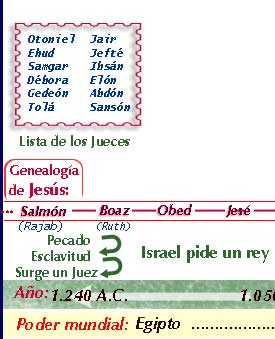 Otoniel Jair
Ehud Jefté
Samgar Ibsán
Débora Elón
Gedeón Abdón
Tolá Sansón
Lista de los Jueces
Genealogía
de Jesús:
Salmón Boaz Obed Jesé
(Rajab) (Ruth)
Pecado
Esclavitud
Surge un Juez
Israel pide un rey
Año: 1.240 A.C. 1.050
Poder mundial: Egipto ....................